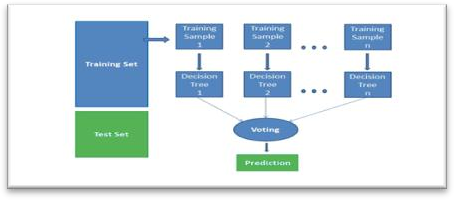 Training Set
Test Set
Training
Sample
1
Training
Sample
2
Training
Sample
n
Decision
Tree
1
Decision
Tree
2
Decision
Tree
n
Voting
Prediction